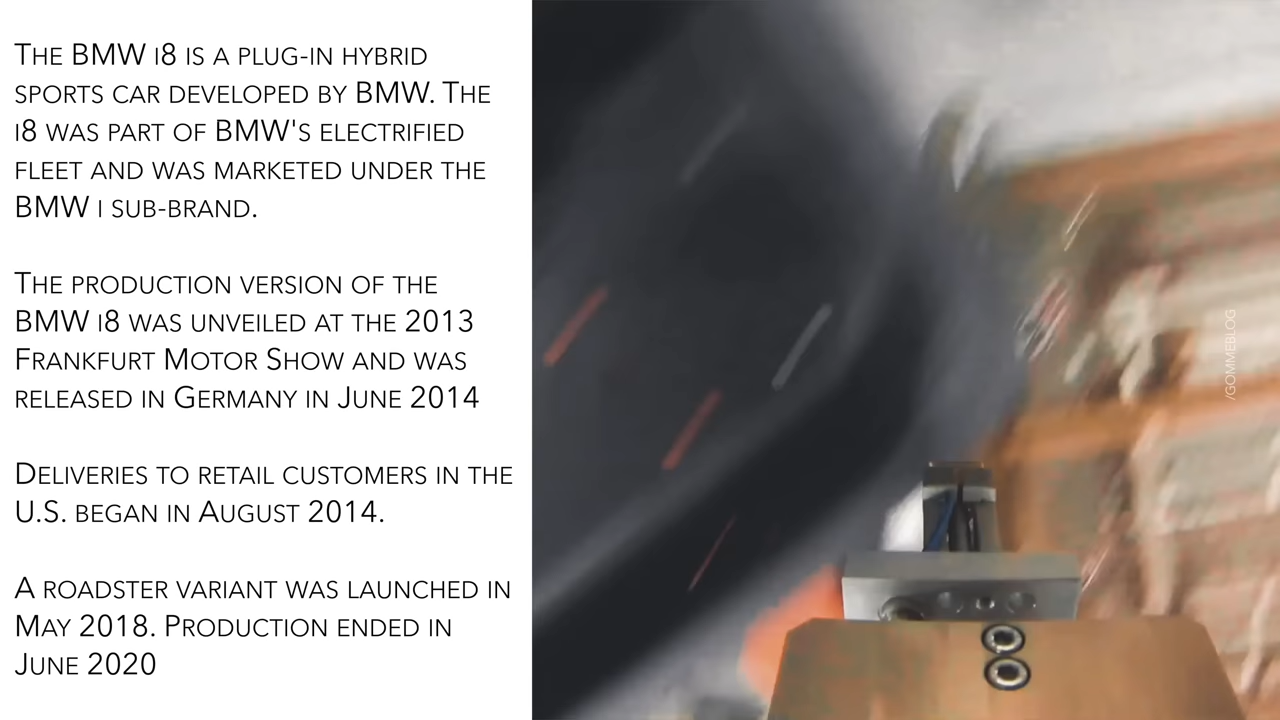 The BMW i8 is a plug-in hybrid
sports car developed by BMW. The
i8 was part of BMW's electrified
fleet and was marketed under the
BMW i sub-brand.
The production version of the
BMW i8 was unveiled at the 2013
Frankfurt Motor Show and was
released in Germany in June 2014
Deliveries to retail customers in the
U.S. began in August 2014.
A roadster variant was launched in
May 2018. Production ended in
June 2020
/GOMMEBLOG